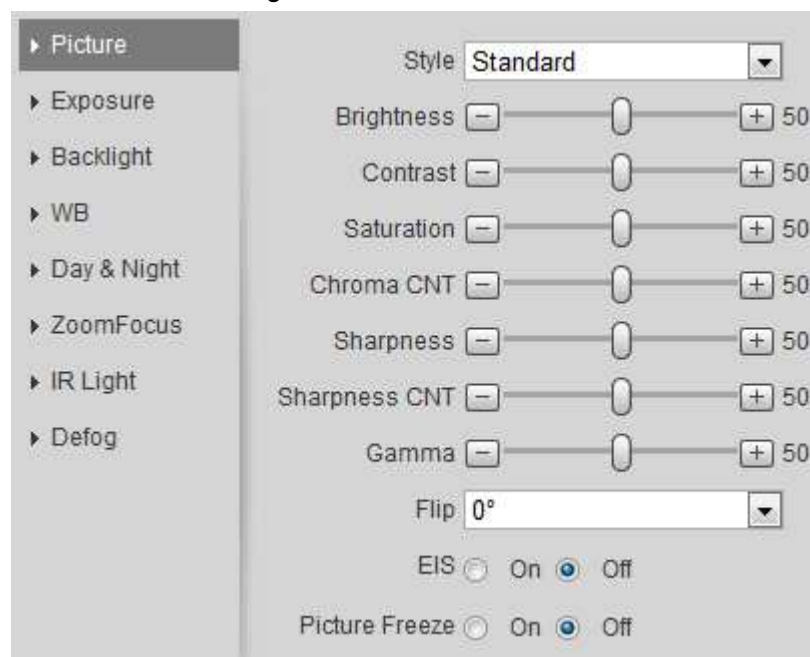 Picture
Exposure
Backlight
WB
Day & Night
ZoomFocus
IR Light
Defog
Style Standard
Brightness 50
Contrast 50
Saturation 50
Chroma CNT 50
Sharpness 50
Sharpness CNT 50
Gamma 50
Flip 0°
EIS On Off
Picture Freeze On Off